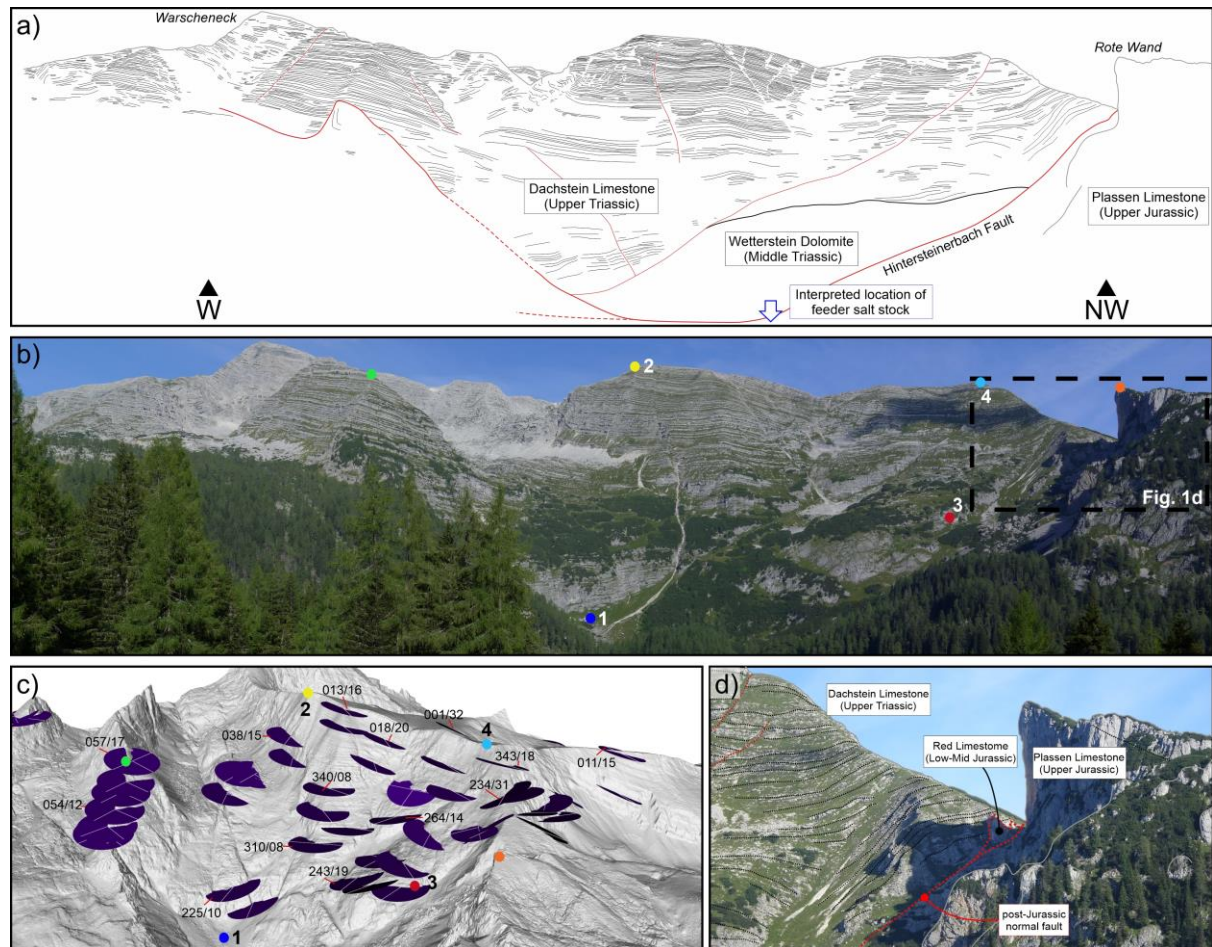 a)
Warscheneck
Rote Wand
Dachstein Limestone
(Upper Triassic)
Wetterstein Dolomite
(Middle Triassic)
Hintersteinerbach Fault
Plassen Limestone
(Upper Jurassic)
Interpreted location of
feeder salt stock
W
NW
b)
2
4
3
1
Fig. 1d
c)
2
013/16
001/32
4
018/20
057/17
038/15
343/18
011/15
340/08
234/31
054/12
264/14
310/08
243/19
3
225/10
1
d)
Dachstein Limestone
(Upper Triassic)
Red Limestome
(Low-Mid Jurassic)
Plassen Limestone
(Upper Jurassic)
post-Jurassic
normal fault